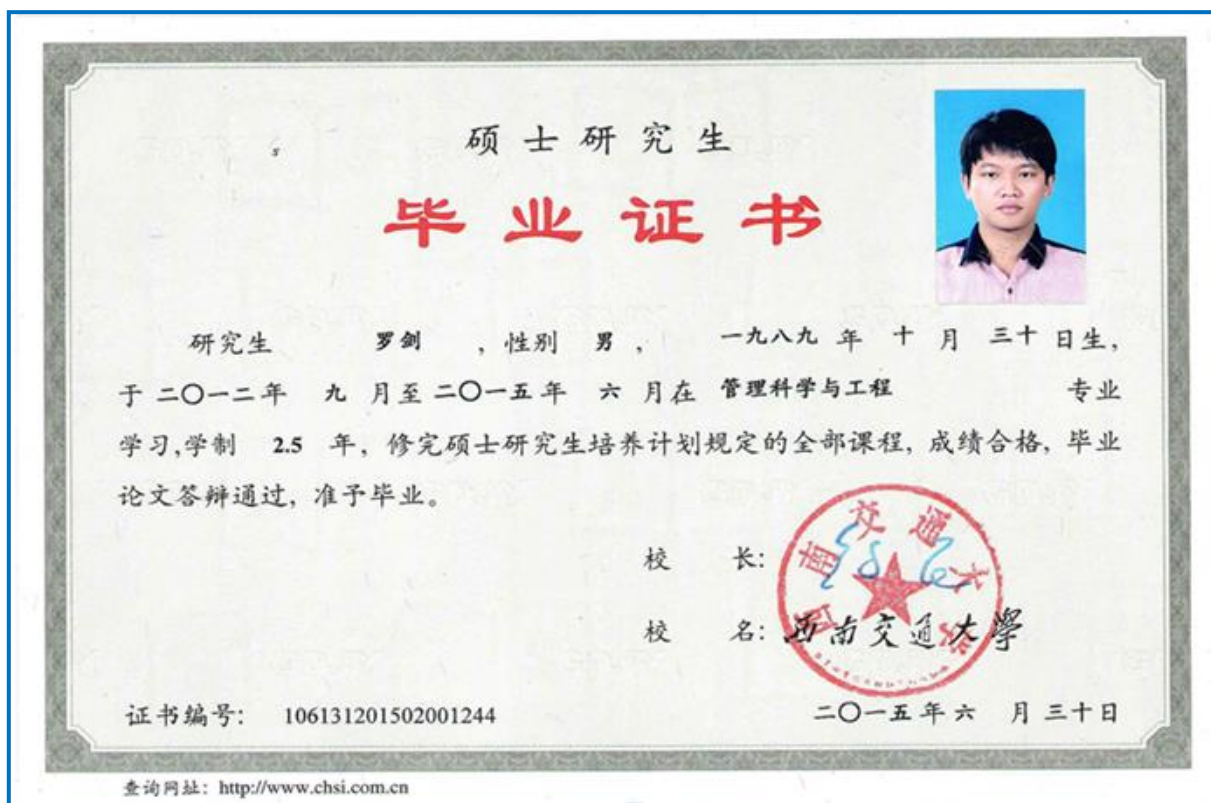 硕士研究生
毕业证书
研究生 罗剑 ，性别 男 ， 一九八九 年 十 月 三十 日生，
于 二〇一二年 九 月至 二〇一五年 六 月在 管理科学与工程 专业
学习,学制 2.5 年，修完硕士研究生培养计划规定的全部课程，成绩合格，毕业
论文答辩通过，准予毕业。
校 长：
校 名：西南交通大學
西南交通大学
证书编号： 106131201502001244
二〇一五年 六 月 三十日
查询网址：http://www.chsi.com.cn